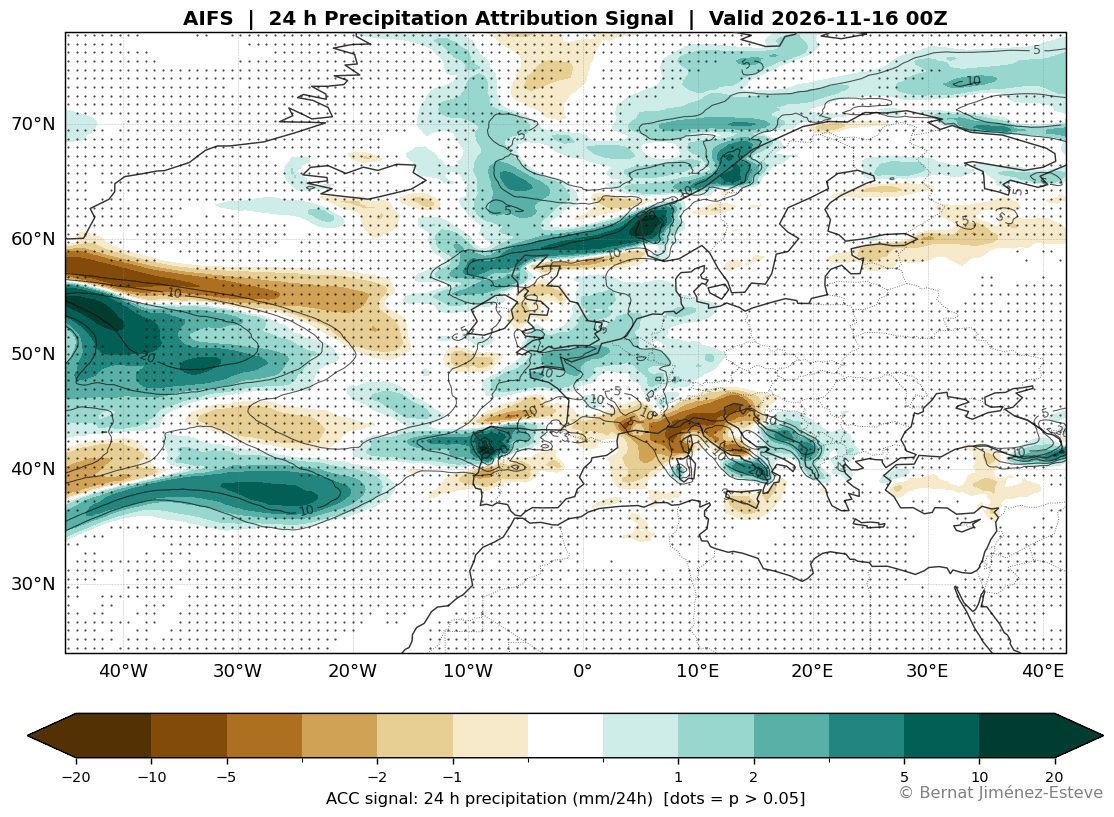 AIFS | 24 h Precipitation Attribution Signal | Valid 2026-11-16 00Z
70°N
60°N
50°N
40°N
30°N
40°W
30°W
20°W
10°W
0°
10°E
20°E
30°E
40°E
−20
−10
−5
−2
−1
1
2
5
10
20
ACC signal: 24 h precipitation (mm/24h) [dots = p > 0.05]
© Bernat Jiménez-Esteve